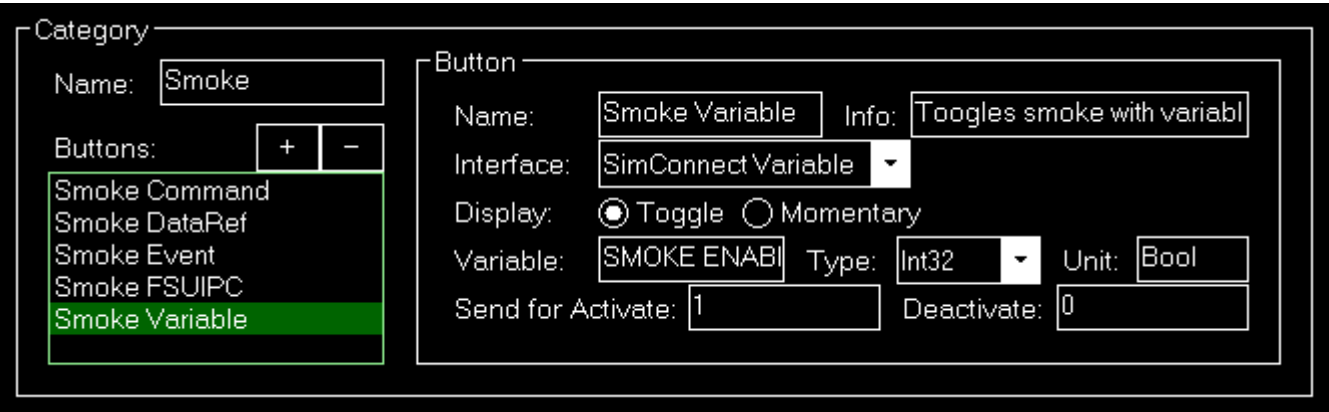 Category
Name: Smoke
Buttons: + −
Smoke Command
Smoke DataRef
Smoke Event
Smoke FSUIPC
Smoke Variable
Button
Name: Smoke Variable Info: Toogles smoke with variabl
Interface: SimConnect Variable
Display: Toggle Momentary
Variable: SMOKE ENABl Type: Int32 Unit: Bool
Send for Activate: 1 Deactivate: 0